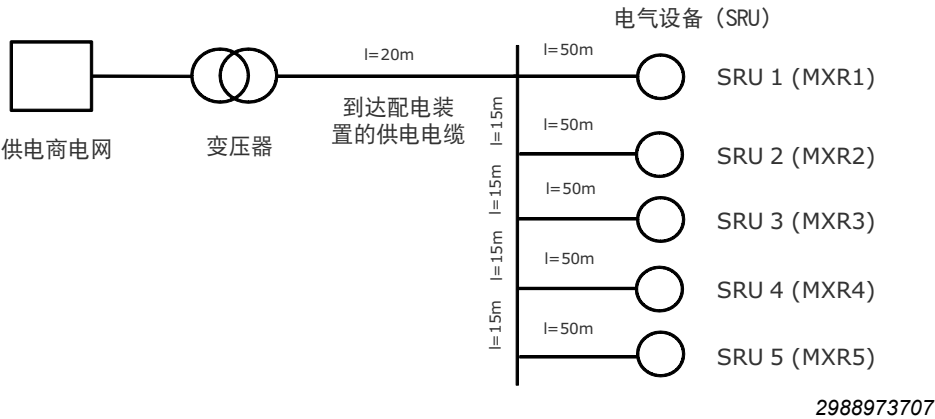 电气设备（SRU）
l=20m
l=50m
SRU 1 (MXR1)
到达配电装
置的供电电缆
供电商电网
变压器
l=15m
l=50m
SRU 2 (MXR2)
l=15m
l=50m
SRU 3 (MXR3)
l=15m
l=50m
SRU 4 (MXR4)
l=15m
l=50m
SRU 5 (MXR5)
2988973707